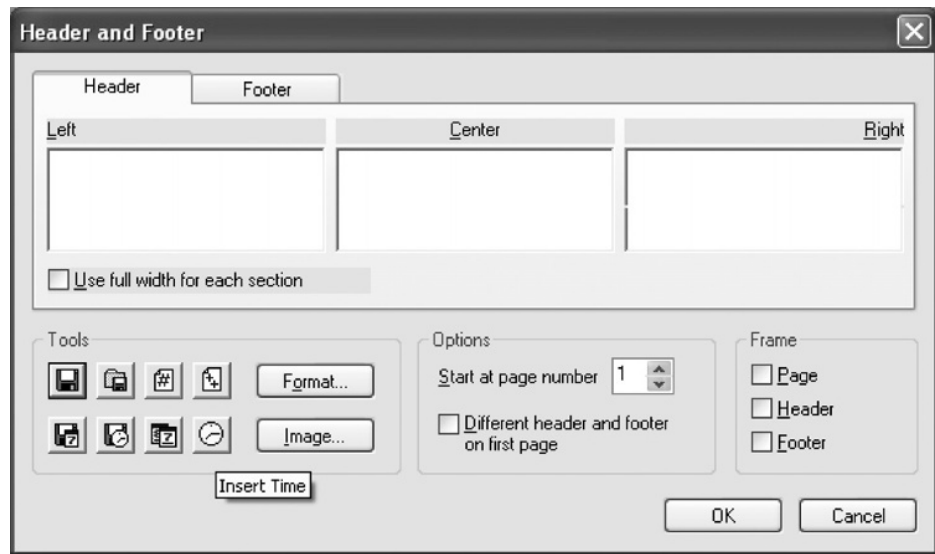 Header and Footer
Header Footer
Left Center Right
Use full width for each section
Tools Options Frame
Format... Start at page number 1 Page
Different header and footer Header
on first page Footer
Image...
Insert Time
OK Cancel